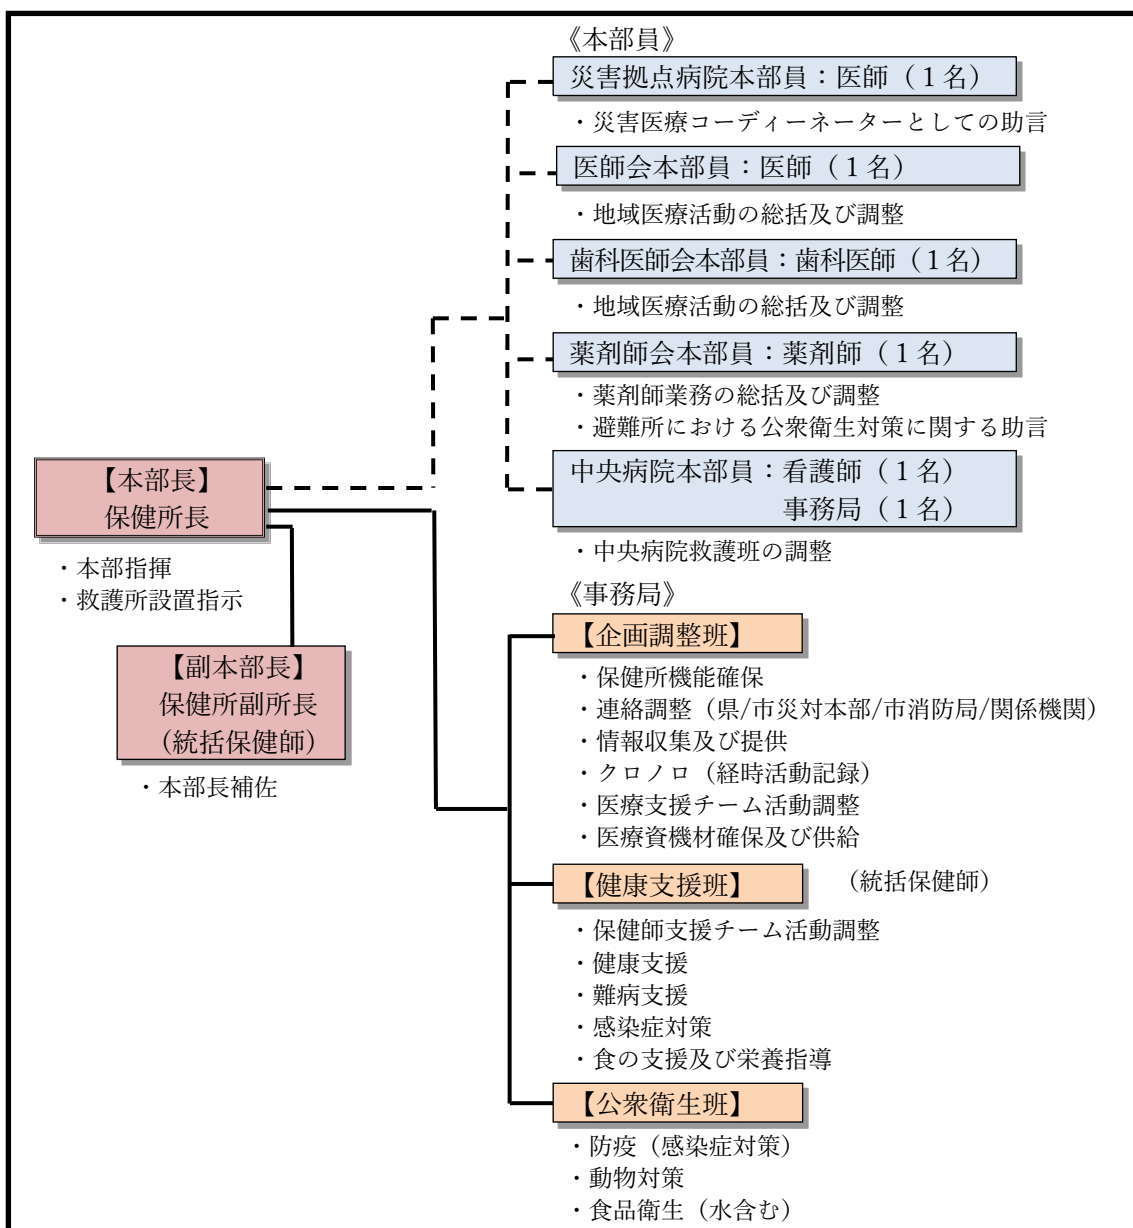 《本部員》
災害拠点病院本部員：医師（１名）
・災害医療コーディーネーターとしての助言
医師会本部員：医師（１名）
・地域医療活動の総括及び調整
歯科医師会本部員：歯科医師（１名）
・地域医療活動の総括及び調整
薬剤師会本部員：薬剤師（１名）
・薬剤師業務の総括及び調整
・避難所における公衆衛生対策に関する助言
中央病院本部員：看護師（１名）
事務局（１名）
・中央病院救護班の調整
【本部長】
保健所長
・本部指揮
・救護所設置指示
【副本部長】
保健所副所長
（統括保健師）
・本部長補佐
《事務局》
【企画調整班】
・保健所機能確保
・連絡調整（県/市災対本部/市消防局/関係機関）
・情報収集及び提供
・クロノロ（経時活動記録）
・医療支援チーム活動調整
・医療資機材確保及び供給
【健康支援班】 （統括保健師）
・保健師支援チーム活動調整
・健康支援
・難病支援
・感染症対策
・食の支援及び栄養指導
【公衆衛生班】
・防疫（感染症対策）
・動物対策
・食品衛生（水含む）